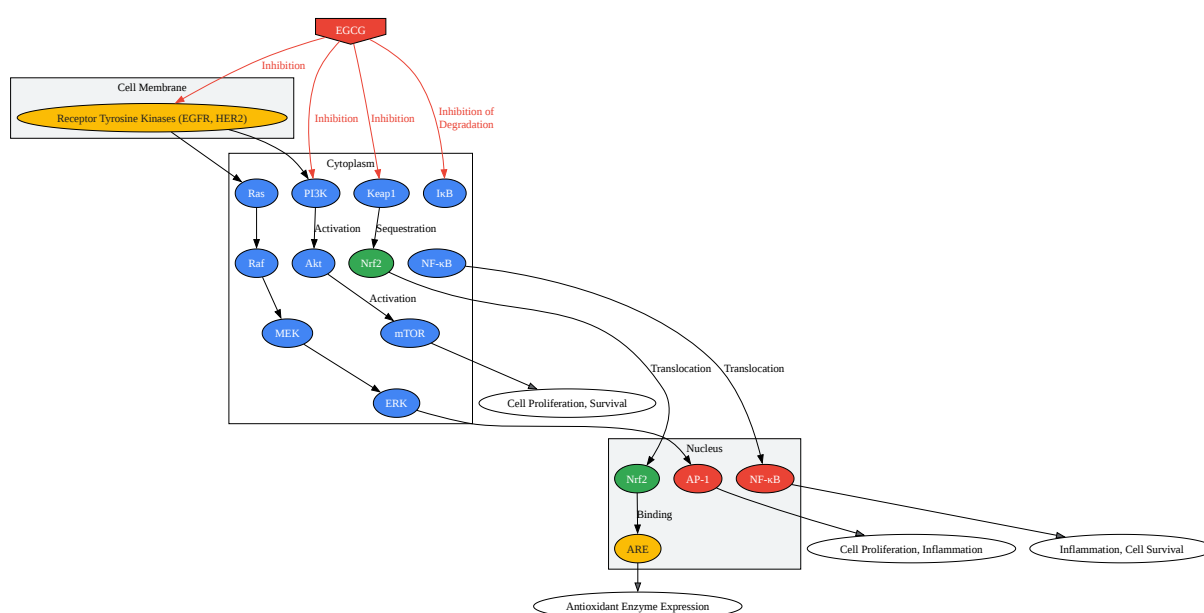 EGCG
Inhibition
Cell Membrane
Receptor Tyrosine Kinases (EGFR, HER2)
Inhibition
Inhibition
Inhibition of
Degradation
Cytoplasm
Ras
PI3K
Keap1
IκB
Activation
Sequestration
Raf
Akt
Nrf2
NF-κB
Activation
MEK
mTOR
Translocation
Translocation
ERK
Cell Proliferation, Survival
Nucleus
Nrf2
AP-1
NF-κB
Binding
ARE
Cell Proliferation, Inflammation
Inflammation, Cell Survival
Antioxidant Enzyme Expression